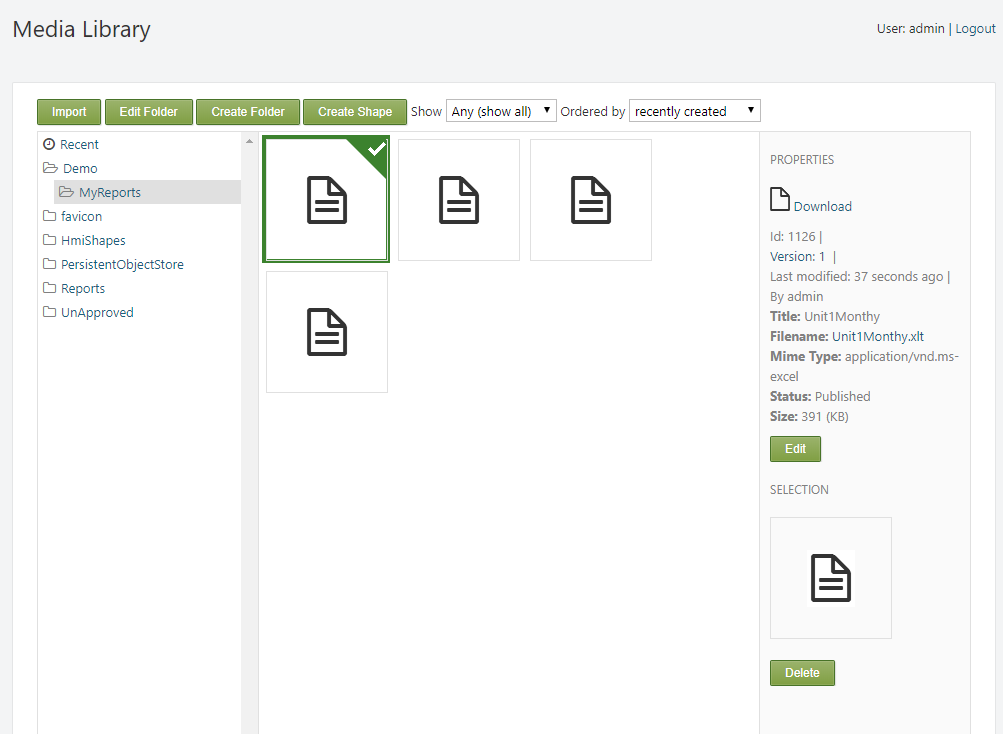 Media Library
User: admin | Logout
Import Edit Folder Create Folder Create Shape Show Any (show all) Ordered by recently created
Recent
Demo
MyReports
favicon
HmiShapes
PersistentObjectStore
Reports
UnApproved
PROPERTIES
Download
Id: 1126 |
Version: 1 |
Last modified: 37 seconds ago |
By admin
Title: Unit1Monthy
Filename: Unit1Monthy.xlt
Mime Type: application/vnd.ms-
excel
Status: Published
Size: 391 (KB)
Edit
SELECTION
Delete